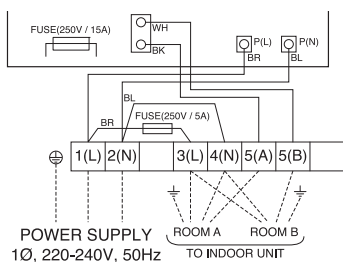 FUSE(250V / 15A)
WH
BK
P(L)
P(N)
BR
BL
BL
FUSE(250V / 5A)
BR
1(L) 2(N) 3(L) 4(N) 5(A) 5(B)
POWER SUPPLY
1Ø, 220-240V, 50Hz
ROOM A ROOM B
TO INDOOR UNIT